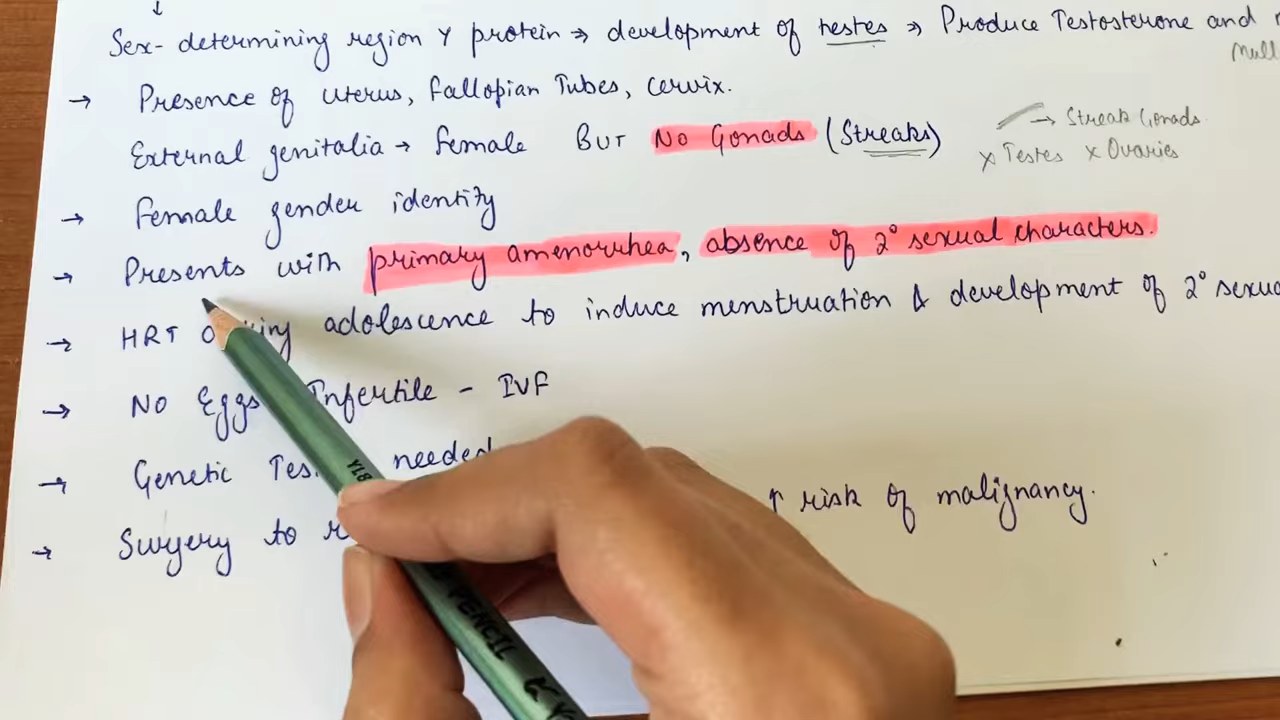 Sex-determining region Y protein → development of testes → Produce Testosterone and
Mull
→ Presence of uterus, fallopian Tubes, cervix.
External genitalia → female But No Gonads (Streaks)
→ Streak Gonads.
x Testes x Ovaries
→ female gender identity
→ Presents with primary amenorrhea, absence of 2° sexual characters.
→ HRT adolescence to induce menstruation & development of 2° sexua
→ No Eggs Infertile - IVF
→ Genetic needed
→ Surgery to ↑ risk of malignancy.
PENCIL